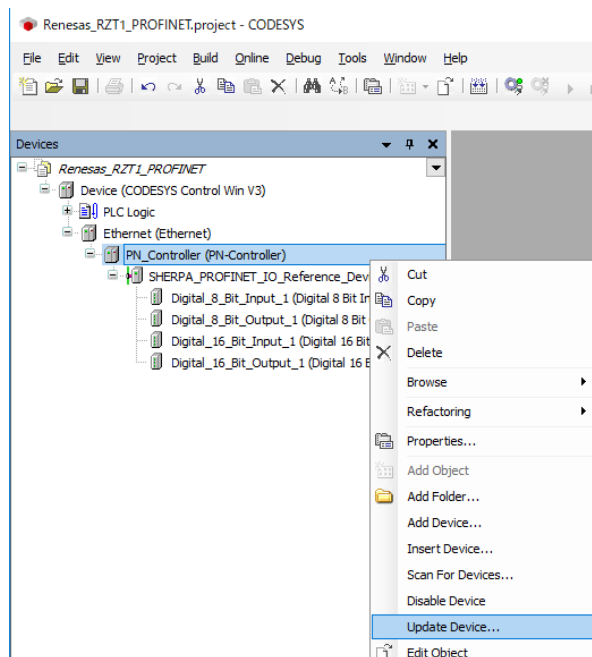 Renesas_RZT1_PROFINET.project - CODESYS
File Edit View Project Build Online Debug Tools Window Help
Devices
Renesas_RZT1_PROFINET
Device (CODESYS Control Win V3)
PLC Logic
Ethernet (Ethernet)
PN_Controller (PN-Controller)
SHERPA_PROFINET_IO_Reference_Dev
Digital_8_Bit_Input_1 (Digital 8 Bit In
Digital_8_Bit_Output_1 (Digital 8 Bit
Digital_16_Bit_Input_1 (Digital 16 Bit
Digital_16_Bit_Output_1 (Digital 16 B
Cut
Copy
Paste
Delete
Browse
Refactoring
Properties...
Add Object
Add Folder...
Add Device...
Insert Device...
Scan For Devices...
Disable Device
Update Device...
Edit Object